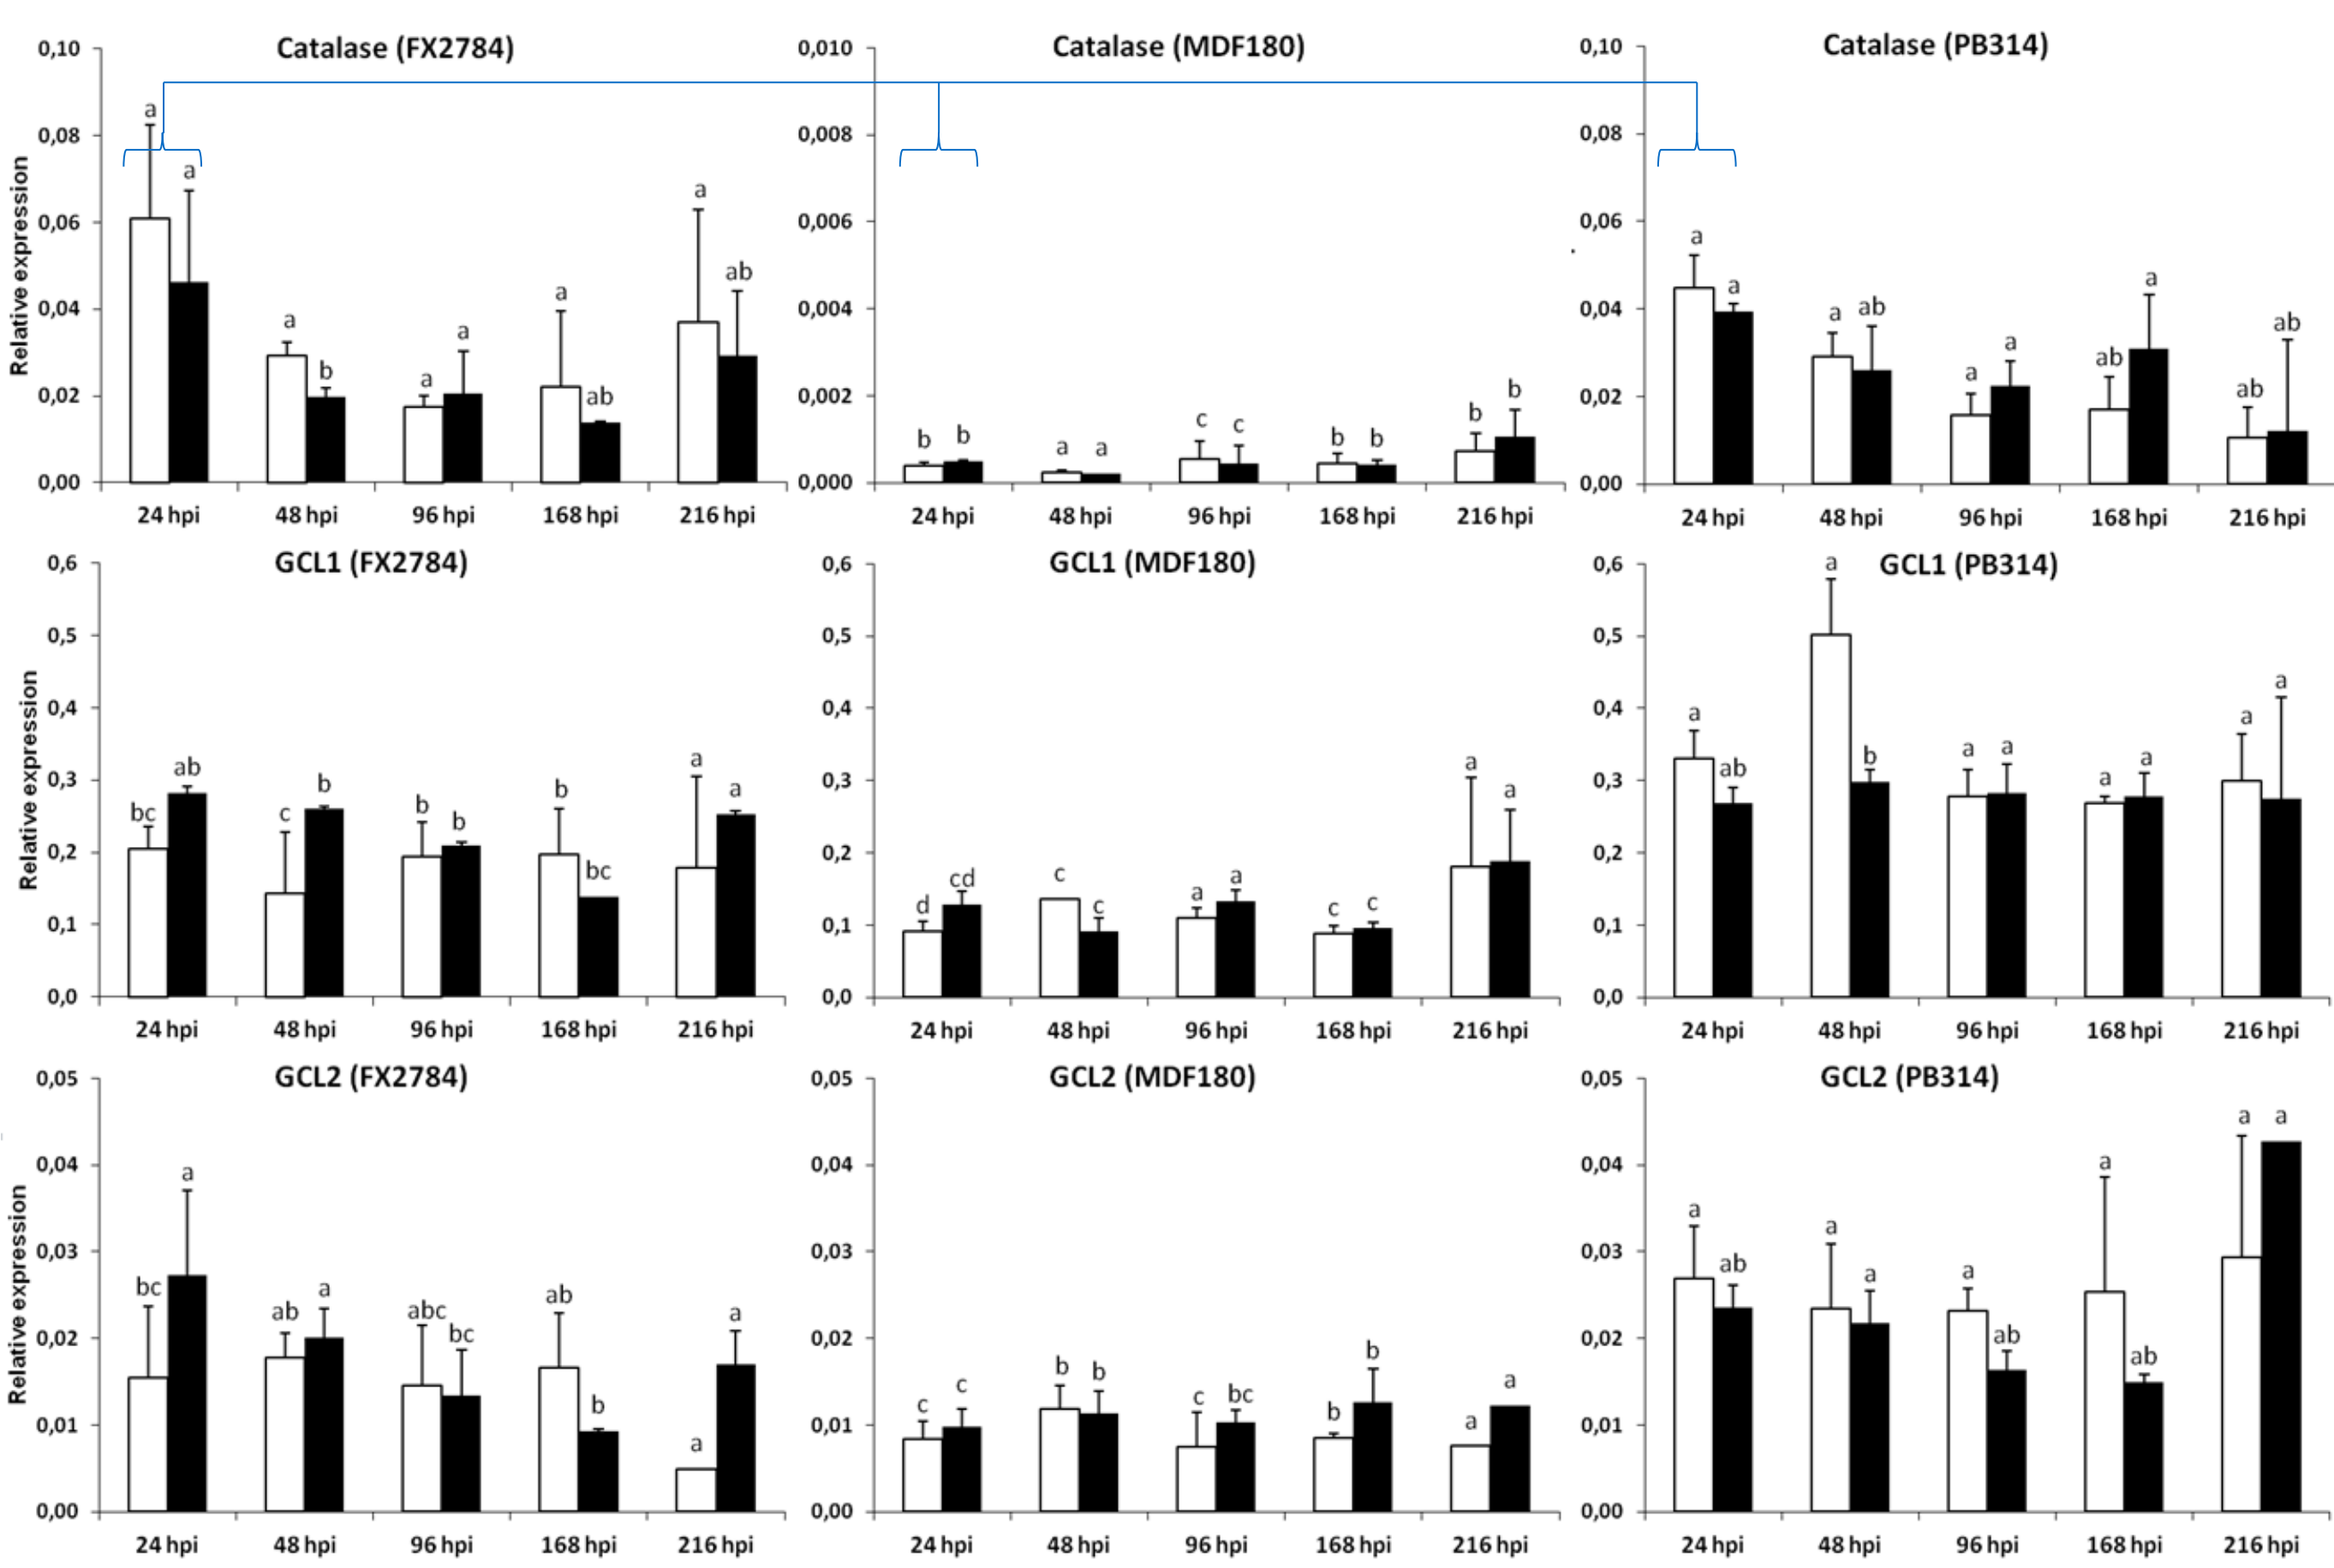 Catalase (FX2784)
Relative expression
0,10
0,08
0,06
0,04
0,02
0,00
a a
a b
a a
a ab
a ab
24 hpi 48 hpi 96 hpi 168 hpi 216 hpi
Catalase (MDF180)
0,010
0,008
0,006
0,004
0,002
0,000
b b
a a
c c
b b
b b
24 hpi 48 hpi 96 hpi 168 hpi 216 hpi
Catalase (PB314)
0,10
0,08
0,06
0,04
0,02
0,00
a a
a ab
a a
ab a
ab ab
24 hpi 48 hpi 96 hpi 168 hpi 216 hpi
GCL1 (FX2784)
Relative expression
0,6
0,5
0,4
0,3
0,2
0,1
0,0
bc ab
c b
b b
b bc
a a
24 hpi 48 hpi 96 hpi 168 hpi 216 hpi
GCL1 (MDF180)
0,6
0,5
0,4
0,3
0,2
0,1
0,0
d cd
c c
a a
c c
a a
24 hpi 48 hpi 96 hpi 168 hpi 216 hpi
GCL1 (PB314)
0,6
0,5
0,4
0,3
0,2
0,1
0,0
a ab
a b
a a
a a
a a
24 hpi 48 hpi 96 hpi 168 hpi 216 hpi
GCL2 (FX2784)
Relative expression
0,05
0,04
0,03
0,02
0,01
0,00
bc a
ab a
abc bc
ab b
a a
24 hpi 48 hpi 96 hpi 168 hpi 216 hpi
GCL2 (MDF180)
0,05
0,04
0,03
0,02
0,01
0,00
c c
b b
c bc
b b
a a
24 hpi 48 hpi 96 hpi 168 hpi 216 hpi
GCL2 (PB314)
0,05
0,04
0,03
0,02
0,01
0,00
a ab
a a
a ab
a ab
a a
24 hpi 48 hpi 96 hpi 168 hpi 216 hpi